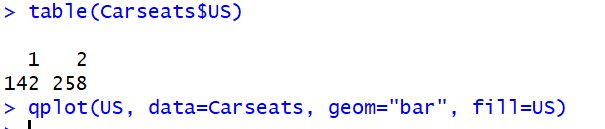 > table(Carseats$US)
1 2
142 258
> qplot(US, data=Carseats, geom="bar", fill=US)
>